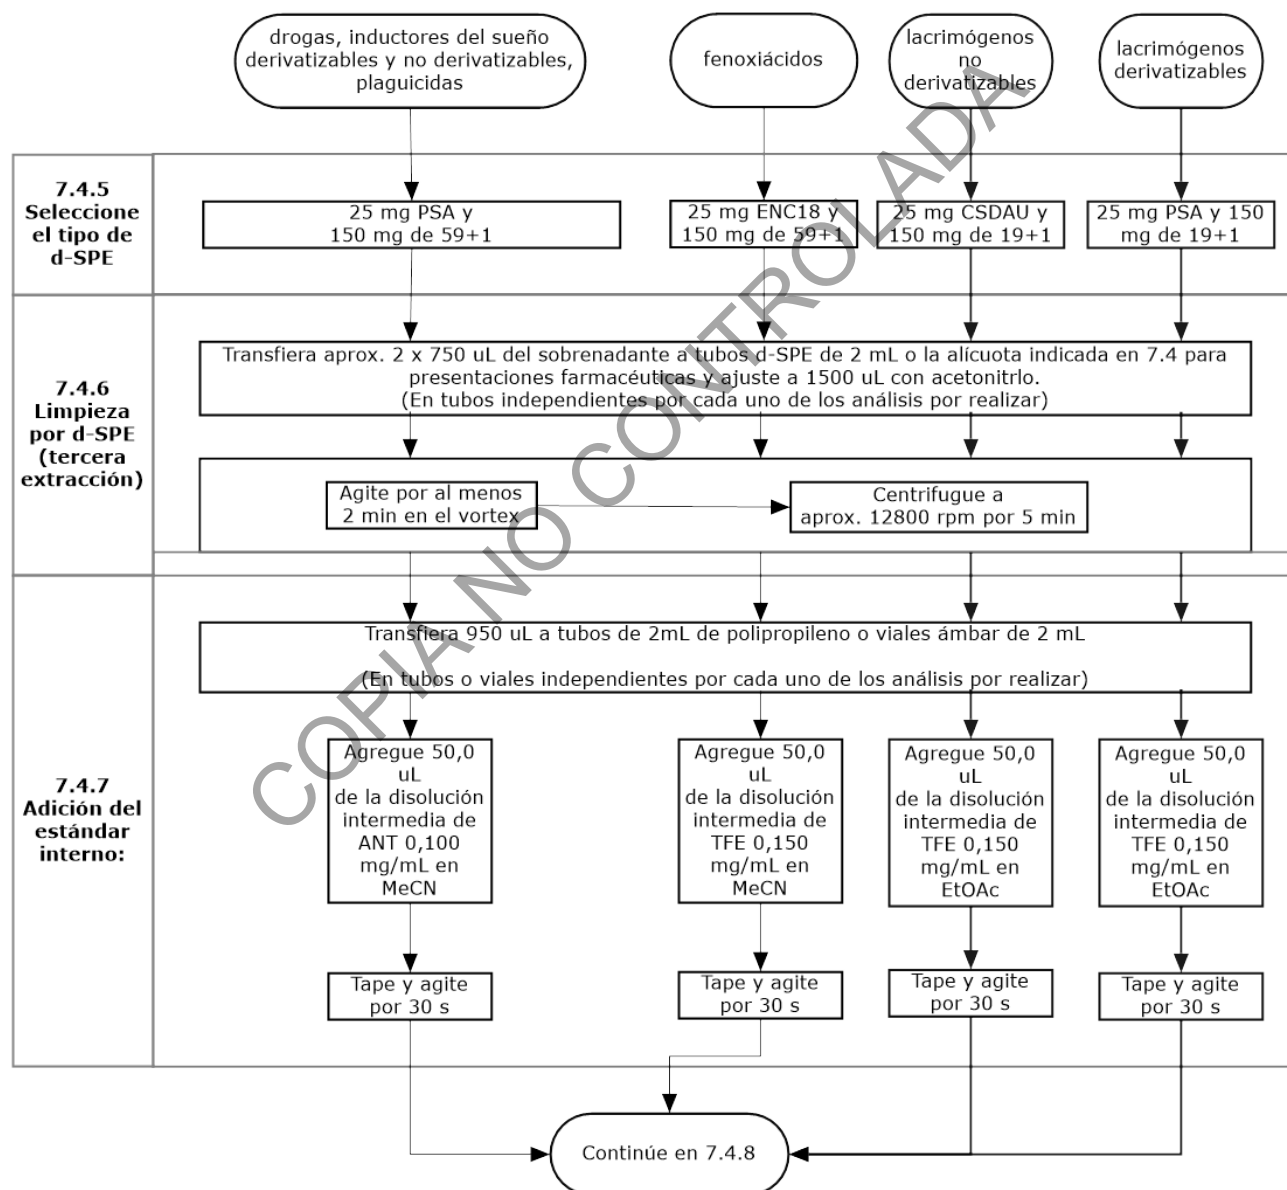 drogas, inductores del sueño
derivatizables y no derivatizables,
plaguicidas
fenoxiácidos
lacrimógenos
no
derivatizables
lacrimógenos
derivatizables
7.4.5
Seleccione
el tipo de
d-SPE
25 mg PSA y
150 mg de 59+1
25 mg ENC18 y
150 mg de 59+1
25 mg CSDAU y
150 mg de 19+1
25 mg PSA y 150
mg de 19+1
7.4.6
Limpieza
por d-SPE
(tercera
extracción)
Transfiera aprox. 2 x 750 uL del sobrenadante a tubos d-SPE de 2 mL o la alícuota indicada en 7.4 para
presentaciones farmacéuticas y ajuste a 1500 uL con acetonitrlo.
(En tubos independientes por cada uno de los análisis por realizar)
Agite por al menos
2 min en el vortex
Centrifugue a
aprox. 12800 rpm por 5 min
7.4.7
Adición del
estándar
interno:
Transfiera 950 uL a tubos de 2mL de polipropileno o viales ámbar de 2 mL
(En tubos o viales independientes por cada uno de los análisis por realizar)
Agregue 50,0
uL
de la disolución
intermedia de
ANT 0,100
mg/mL en
MeCN
Agregue 50,0
uL
de la disolución
intermedia de
TFE 0,150
mg/mL en
MeCN
Agregue 50,0
uL
de la disolución
intermedia de
TFE 0,150
mg/mL en
EtOAc
Agregue 50,0
uL
de la disolución
intermedia de
TFE 0,150
mg/mL en
EtOAc
Tape y agite
por 30 s
Tape y agite
por 30 s
Tape y agite
por 30 s
Tape y agite
por 30 s
Continúe en 7.4.8
COPIA NO CONTROLADA